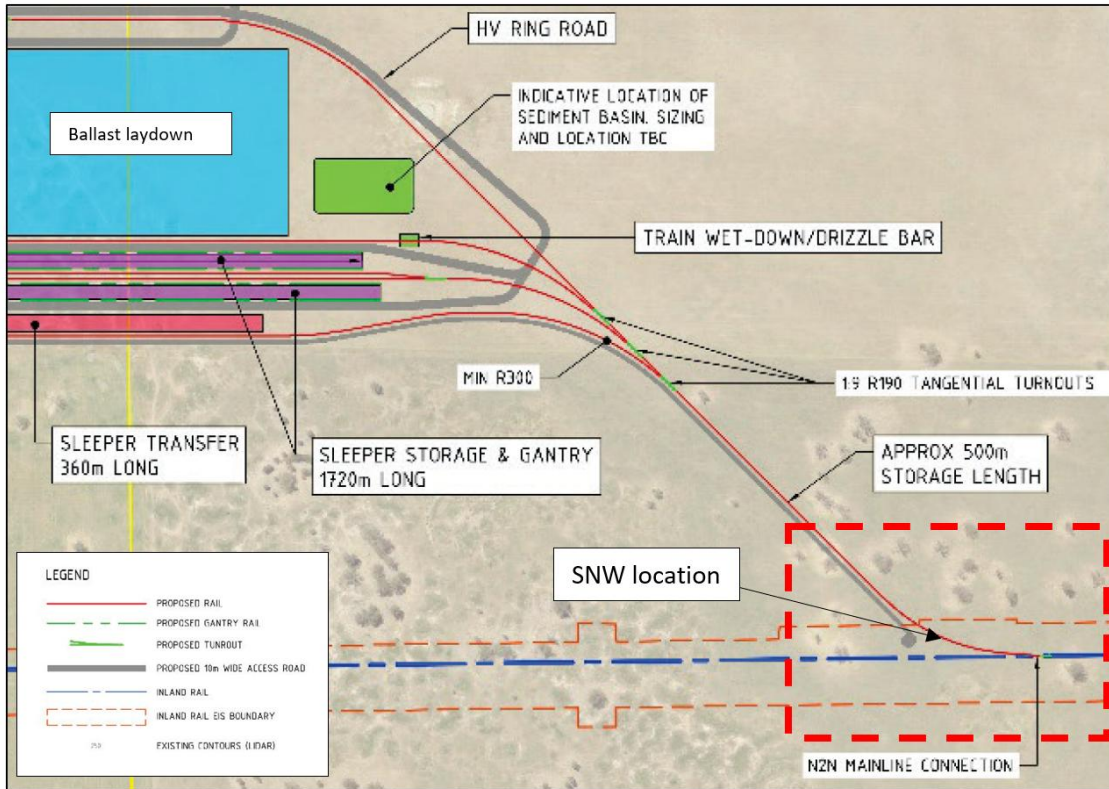 HV RING ROAD
INDICATIVE LOCATION OF
SEDIMENT BASIN. SIZING
AND LOCATION TBC
Ballast laydown
TRAIN WET-DOWN/DRIZZLE BAR
MIN R300
1:9 R190 TANGENTIAL TURNOUTS
SLEEPER TRANSFER
360m LONG
SLEEPER STORAGE & GANTRY
1720m LONG
APPROX 500m
STORAGE LENGTH
SNW location
N2N MAINLINE CONNECTION
LEGEND
PROPOSED RAIL
PROPOSED GANTRY RAIL
PROPOSED TUNROUT
PROPOSED 10m WIDE ACCESS ROAD
INLAND RAIL
INLAND RAIL EIS BOUNDARY
EXISTING CONTOURS (LIDAR)